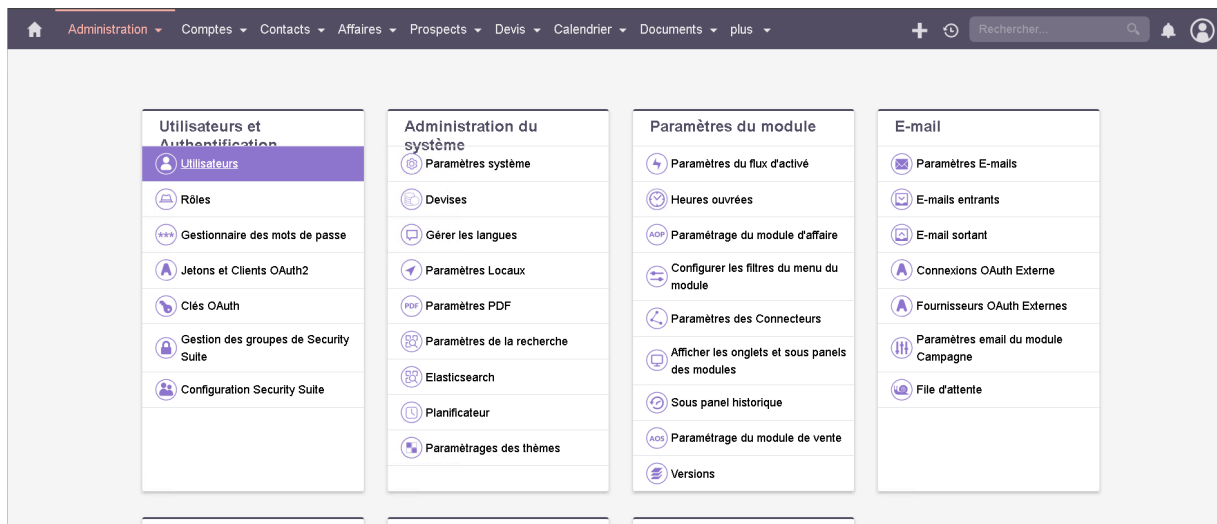 Administration Comptes Contacts Affaires Prospects Devis Calendrier Documents plus Rechercher...
Utilisateurs et
Authentification
Utilisateurs
Rôles
*** Gestionnaire des mots de passe
Jetons et Clients OAuth2
Clés OAuth
Gestion des groupes de Security
Suite
Configuration Security Suite
Administration du
système
Paramètres système
Devises
Gérer les langues
Paramètres Locaux
PDF Paramètres PDF
Paramètres de la recherche
Elasticsearch
Planificateur
Paramètrages des thèmes
Paramètres du module
Paramètres du flux d'activé
Heures ouvrées
AOP Paramétrage du module d'affaire
Configurer les filtres du menu du
module
Paramètres des Connecteurs
Afficher les onglets et sous panels
des modules
Sous panel historique
AOS Paramétrage du module de vente
Versions
E-mail
Paramètres E-mails
E-mails entrants
E-mail sortant
Connexions OAuth Externe
Fournisseurs OAuth Externes
Paramètres email du module
Campagne
File d'attente